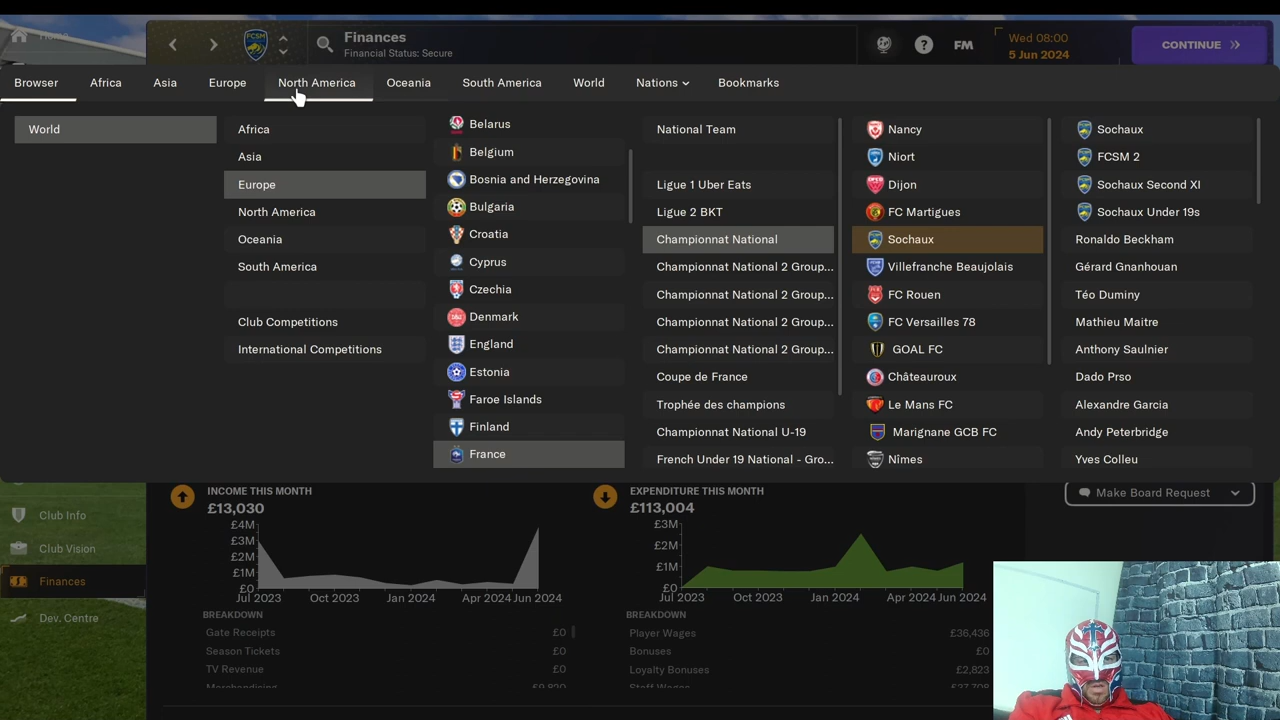 Finances
Financial Status: Secure
FM
Wed 08:00
5 Jun 2024
CONTINUE
Browser
Africa
Asia
Europe
North America
Oceania
South America
World
Nations
Bookmarks
World
Africa
Asia
Europe
North America
Oceania
South America
Club Competitions
International Competitions
Belarus
Belgium
Bosnia and Herzegovina
Bulgaria
Croatia
Cyprus
Czechia
Denmark
England
Estonia
Faroe Islands
Finland
France
National Team
Ligue 1 Uber Eats
Ligue 2 BKT
Championnat National
Championnat National 2 Group...
Championnat National 2 Group...
Championnat National 2 Group...
Championnat National 2 Group...
Coupe de France
Trophée des champions
Championnat National U-19
French Under 19 National - Gro...
Nancy
Niort
Dijon
FC Martigues
Sochaux
Villefranche Beaujolais
FC Rouen
FC Versailles 78
GOAL FC
Châteauroux
Le Mans FC
Marignane GCB FC
Nîmes
Sochaux
FCSM 2
Sochaux Second XI
Sochaux Under 19s
Ronaldo Beckham
Gérard Gnanhouan
Téo Duminy
Mathieu Maitre
Anthony Saulnier
Dado Prso
Alexandre Garcia
Andy Peterbridge
Yves Colleu
Club Info
Club Vision
Finances
Dev. Centre
INCOME THIS MONTH
£13,030
£4M
£3M
£2M
£1M
£0
Jul 2023
Oct 2023
Jan 2024
Apr 2024
Jun 2024
BREAKDOWN
Gate Receipts £0
Season Tickets £0
TV Revenue £0
Merchandising £9,820
EXPENDITURE THIS MONTH
£113,004
£3M
£2M
£1M
£0
Jul 2023
Oct 2023
Jan 2024
Apr 2024
Jun 2024
BREAKDOWN
Player Wages £36,436
Bonuses £0
Loyalty Bonuses £2,823
Staff Wages £37,708
Make Board Request